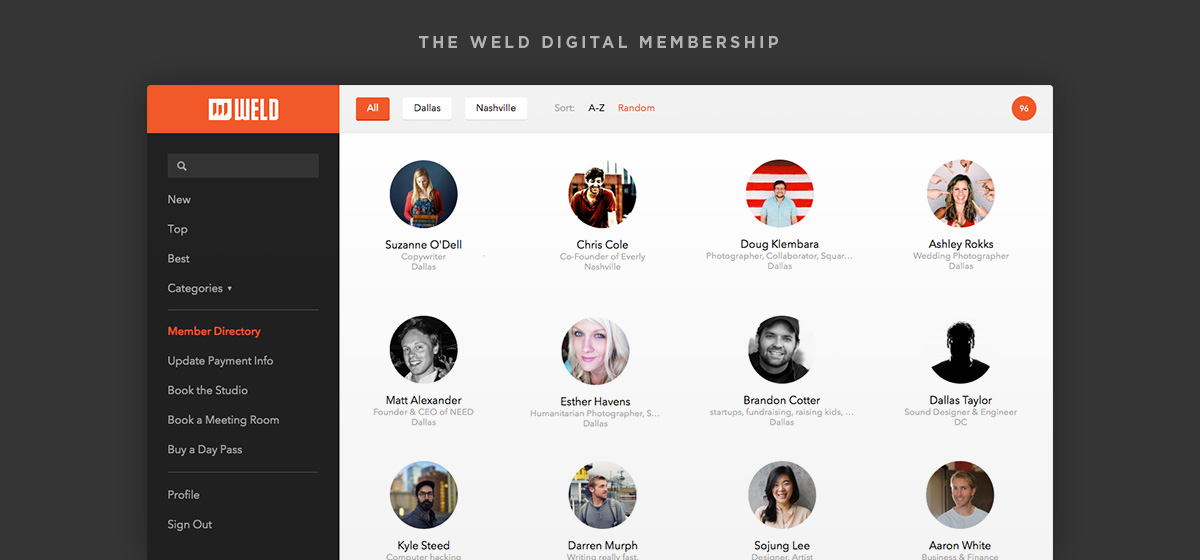 THE WELD DIGITAL MEMBERSHIP
WELD
All Dallas Nashville Sort: A-Z Random 96
New
Top
Best
Categories ▾
Member Directory
Update Payment Info
Book the Studio
Book a Meeting Room
Buy a Day Pass
Profile
Sign Out
Suzanne O'Dell
Copywriter
Dallas
Chris Cole
Co-Founder of Everly
Nashville
Doug Klembara
Photographer, Collaborator, Squar…
Dallas
Ashley Rokks
Wedding Photographer
Dallas
Matt Alexander
Founder & CEO of NEED
Dallas
Esther Havens
Humanitarian Photographer, S…
Dallas
Brandon Cotter
startups, fundraising, raising kids, …
Dallas
Dallas Taylor
Sound Designer & Engineer
DC
Kyle Steed
Computer hacking
Darren Murph
Writing really fast.
Sojung Lee
Designer, Artist
Aaron White
Business & Finance